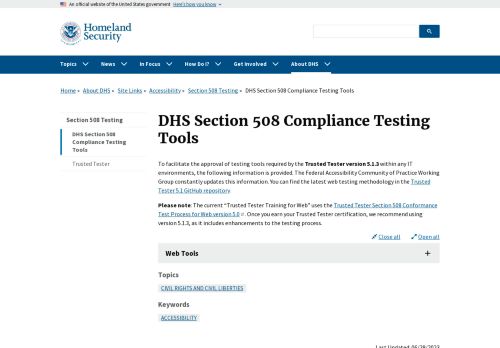 An official website of the United States government Here's how you know
Homeland
Security
Topics News In Focus How Do I? Get Involved About DHS
Home » About DHS » Site Links » Accessibility » Section 508 Testing » DHS Section 508 Compliance Testing Tools
Section 508 Testing
DHS Section 508
Compliance Testing
Tools
Trusted Tester
DHS Section 508 Compliance Testing
Tools
To facilitate the approval of testing tools required by the Trusted Tester version 5.1.3 within any IT
environments, the following information is provided. The Federal Accessibility Community of Practice Working
Group constantly updates this information. You can find the latest web testing methodology in the Trusted
Tester 5.1 GitHub repository
Please note: The current "Trusted Tester Training for Web" uses the Trusted Tester Section 508 Conformance
Test Process for Web version 5.0. Once you earn your Trusted Tester certification, we recommend using
version 5.1.3, as it includes enhancements to the testing process.
Close all Open all
Web Tools +
Topics
CIVIL RIGHTS AND CIVIL LIBERTIES
Keywords
ACCESSIBILITY